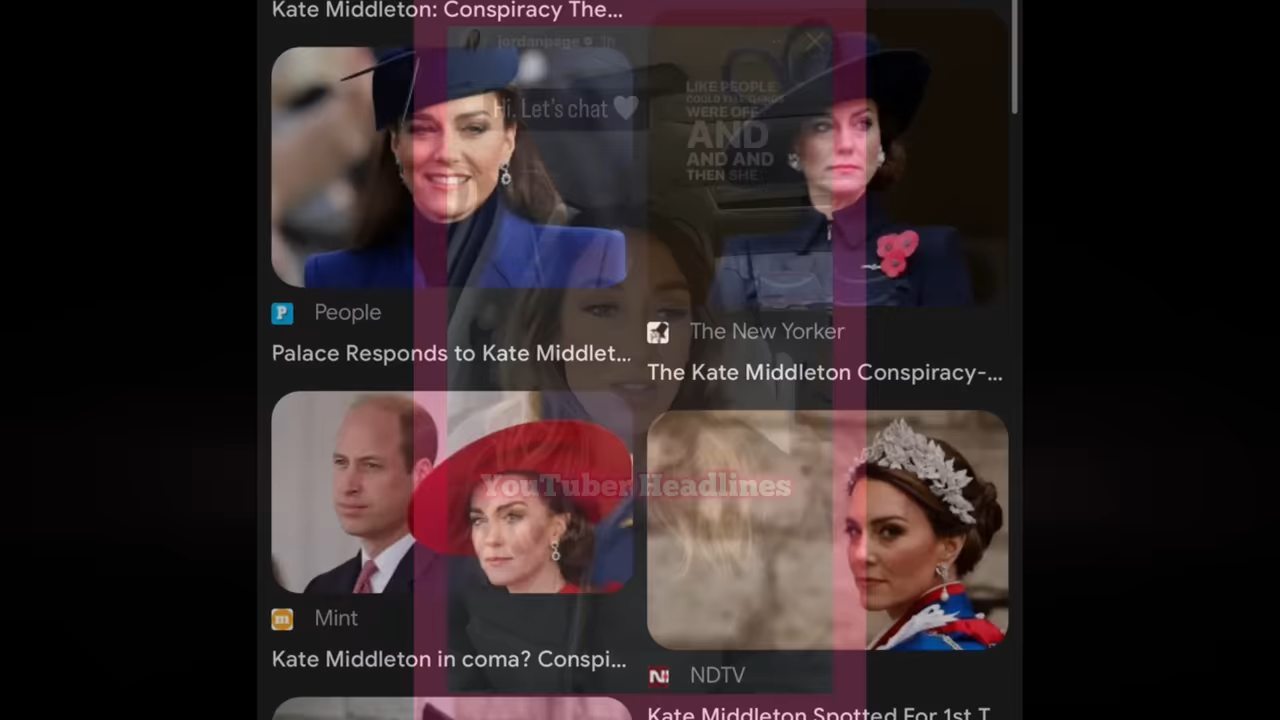 Kate Middleton: Conspiracy The...
jordanpage 1h
Hi. Let's chat
LIKE PEOPLE
WERE OFF
AND
AND AND
THEN SHE
People
Palace Responds to Kate Middlet...
The New Yorker
The Kate Middleton Conspiracy-...
YouTuber Headlines
Mint
Kate Middleton in coma? Conspi...
NDTV
Kate Middleton Spotted For 1st T